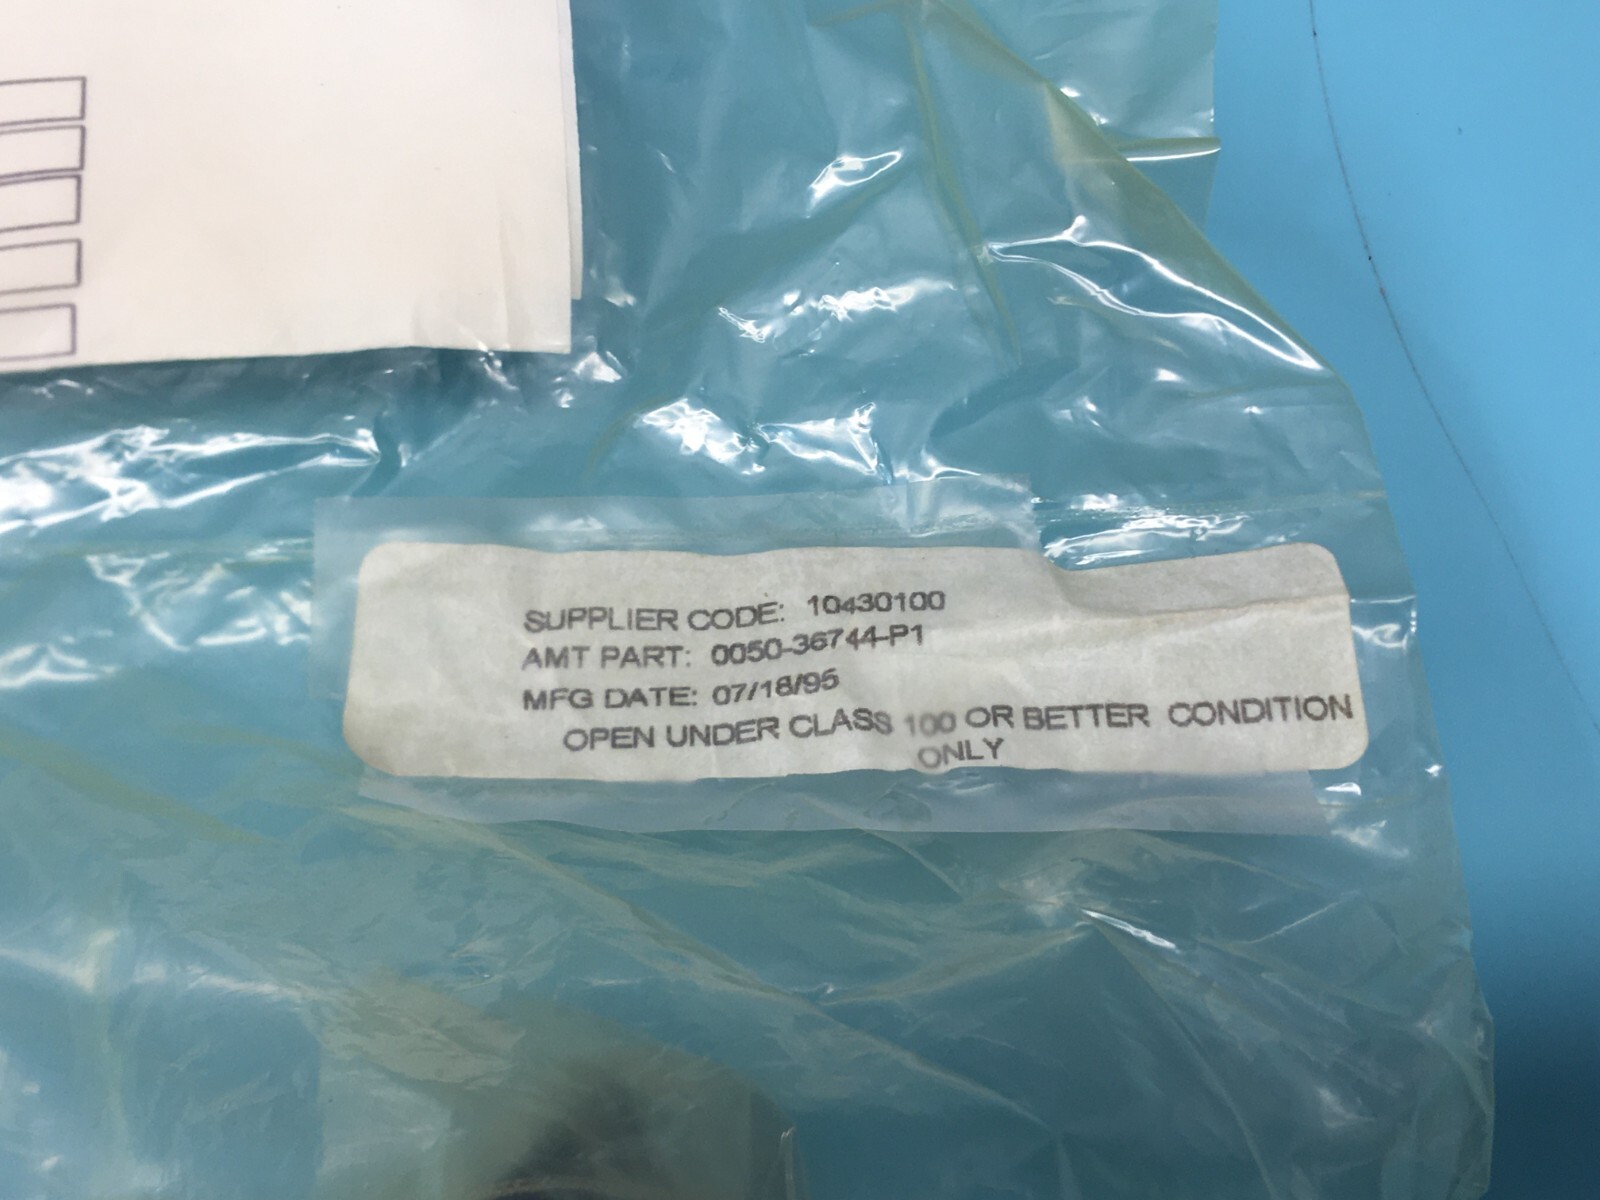 SUPPLIER CODE: 10430100
AMT PART: 0050-36744-P1
MFG DATE: 07/18/95
OPEN UNDER CLASS 100 OR BETTER CONDITION
ONLY